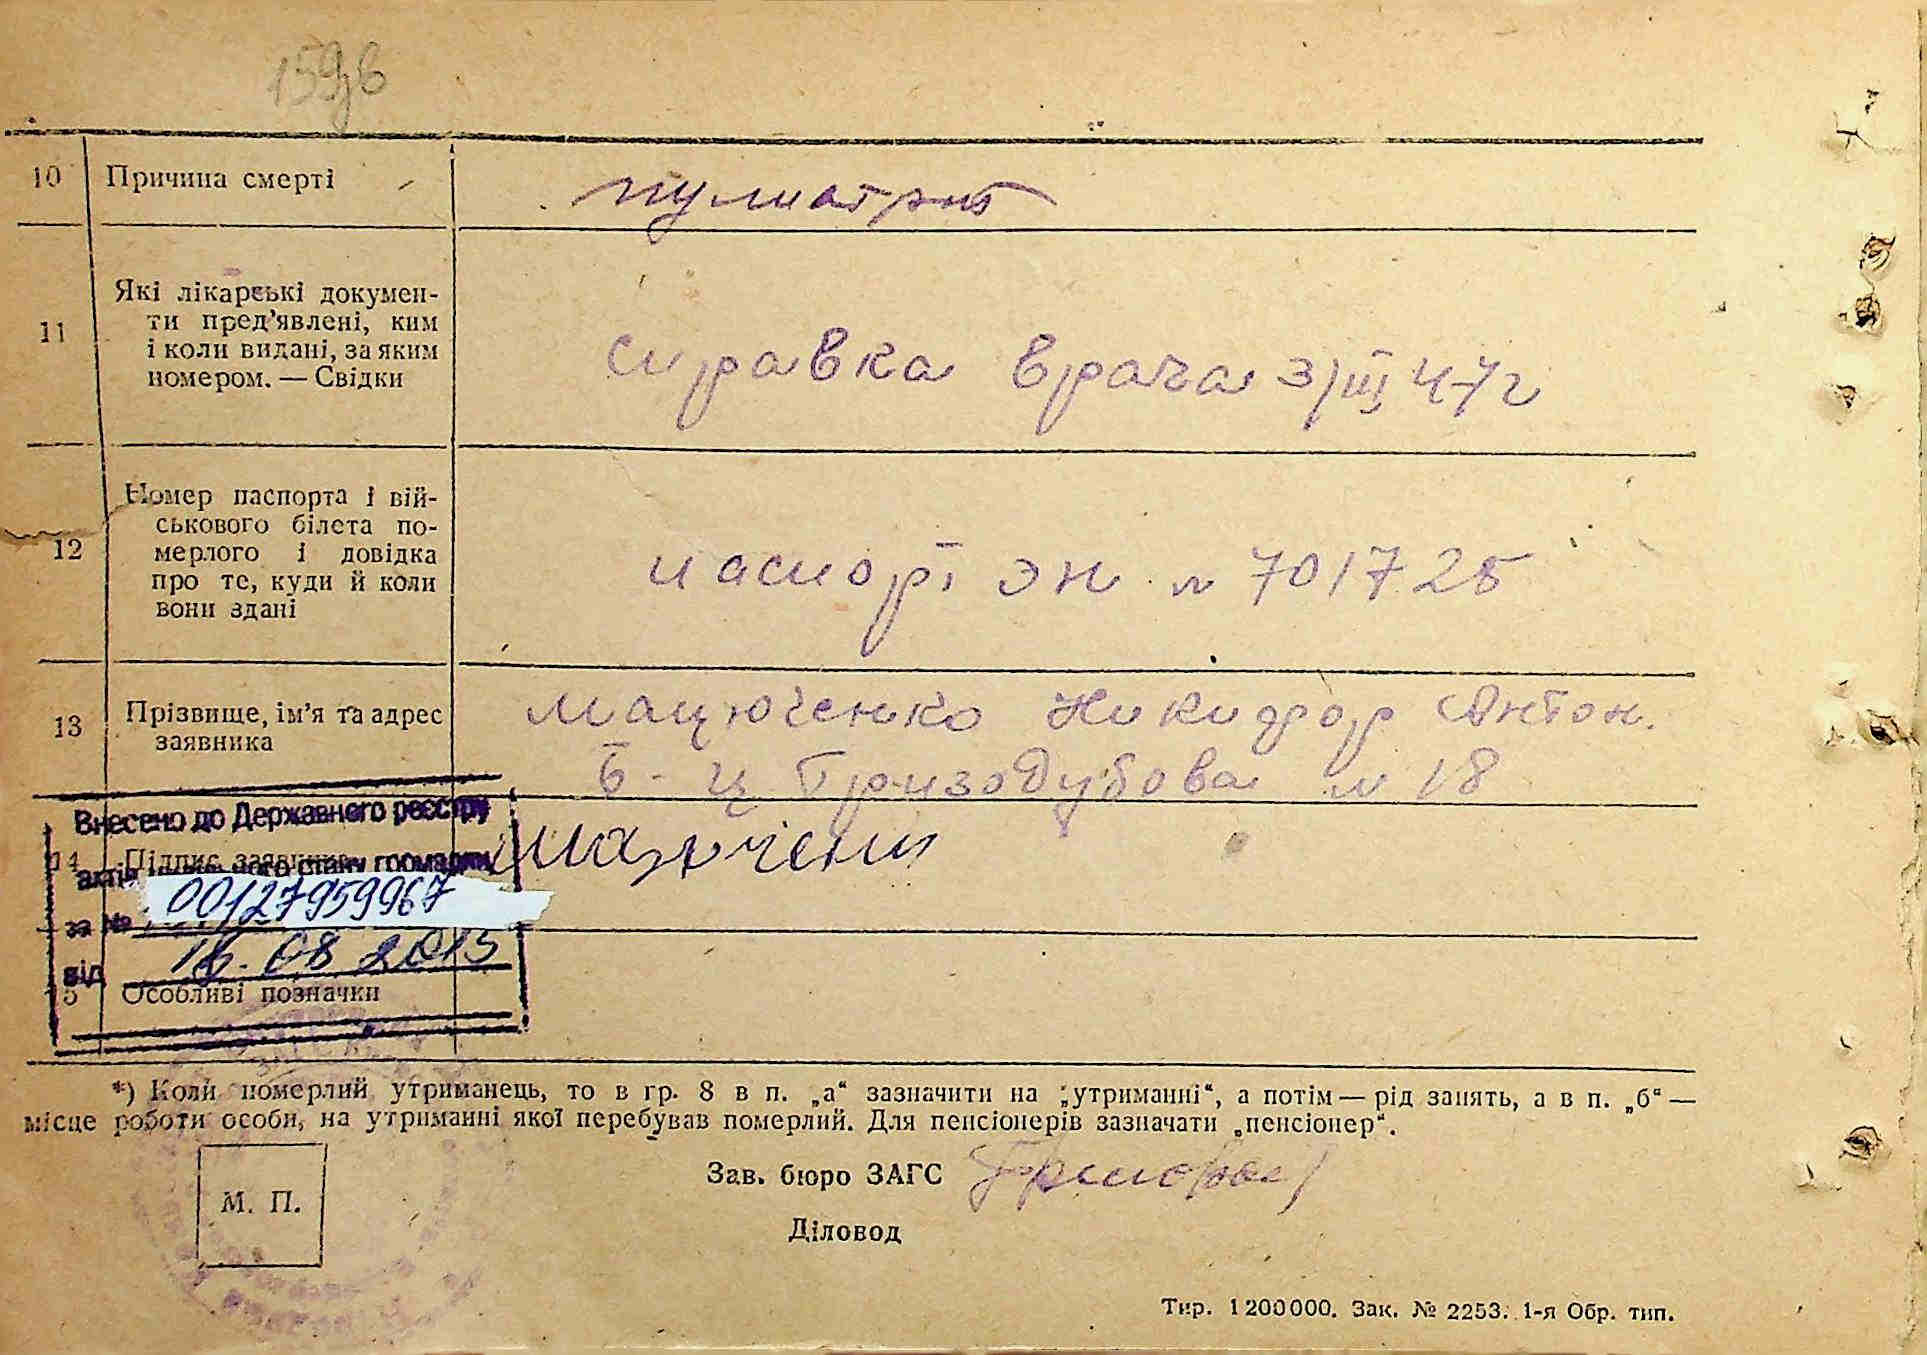 159
10 Причина смерті
11 Які лікарські докумен-
ти пред’явлені, ким
і коли видані, за яким
номером. — Свідки
справка врача 3/III 47 г
12 Номер паспорта і вій-
ськового білета по-
мерлого і довідка
про те, куди й коли
вони здані
паспорт ЭН № 701725
13 Прізвище, ім’я та адрес
заявника
Мацюченко Никифор Антон.
Гризодубова № 18
Внесено до Державного реєстру
14 Підпис заявника
актів цивільного стану громадян
за № 00127959967
від 16.08 2013
5 Особливі позначки
*) Коли померлий утриманець, то в гр. 8 в п. „а“ зазначити на „утриманні“, а потім — рід занять, а в п. „б“ —
місце роботи особи, на утриманні якої перебував померлий. Для пенсіонерів зазначати „пенсіонер“.
М. П.
Зав. бюро ЗАГС
Діловод
Тир. 1200000. Зак. № 2253. 1-я Обр. тип.